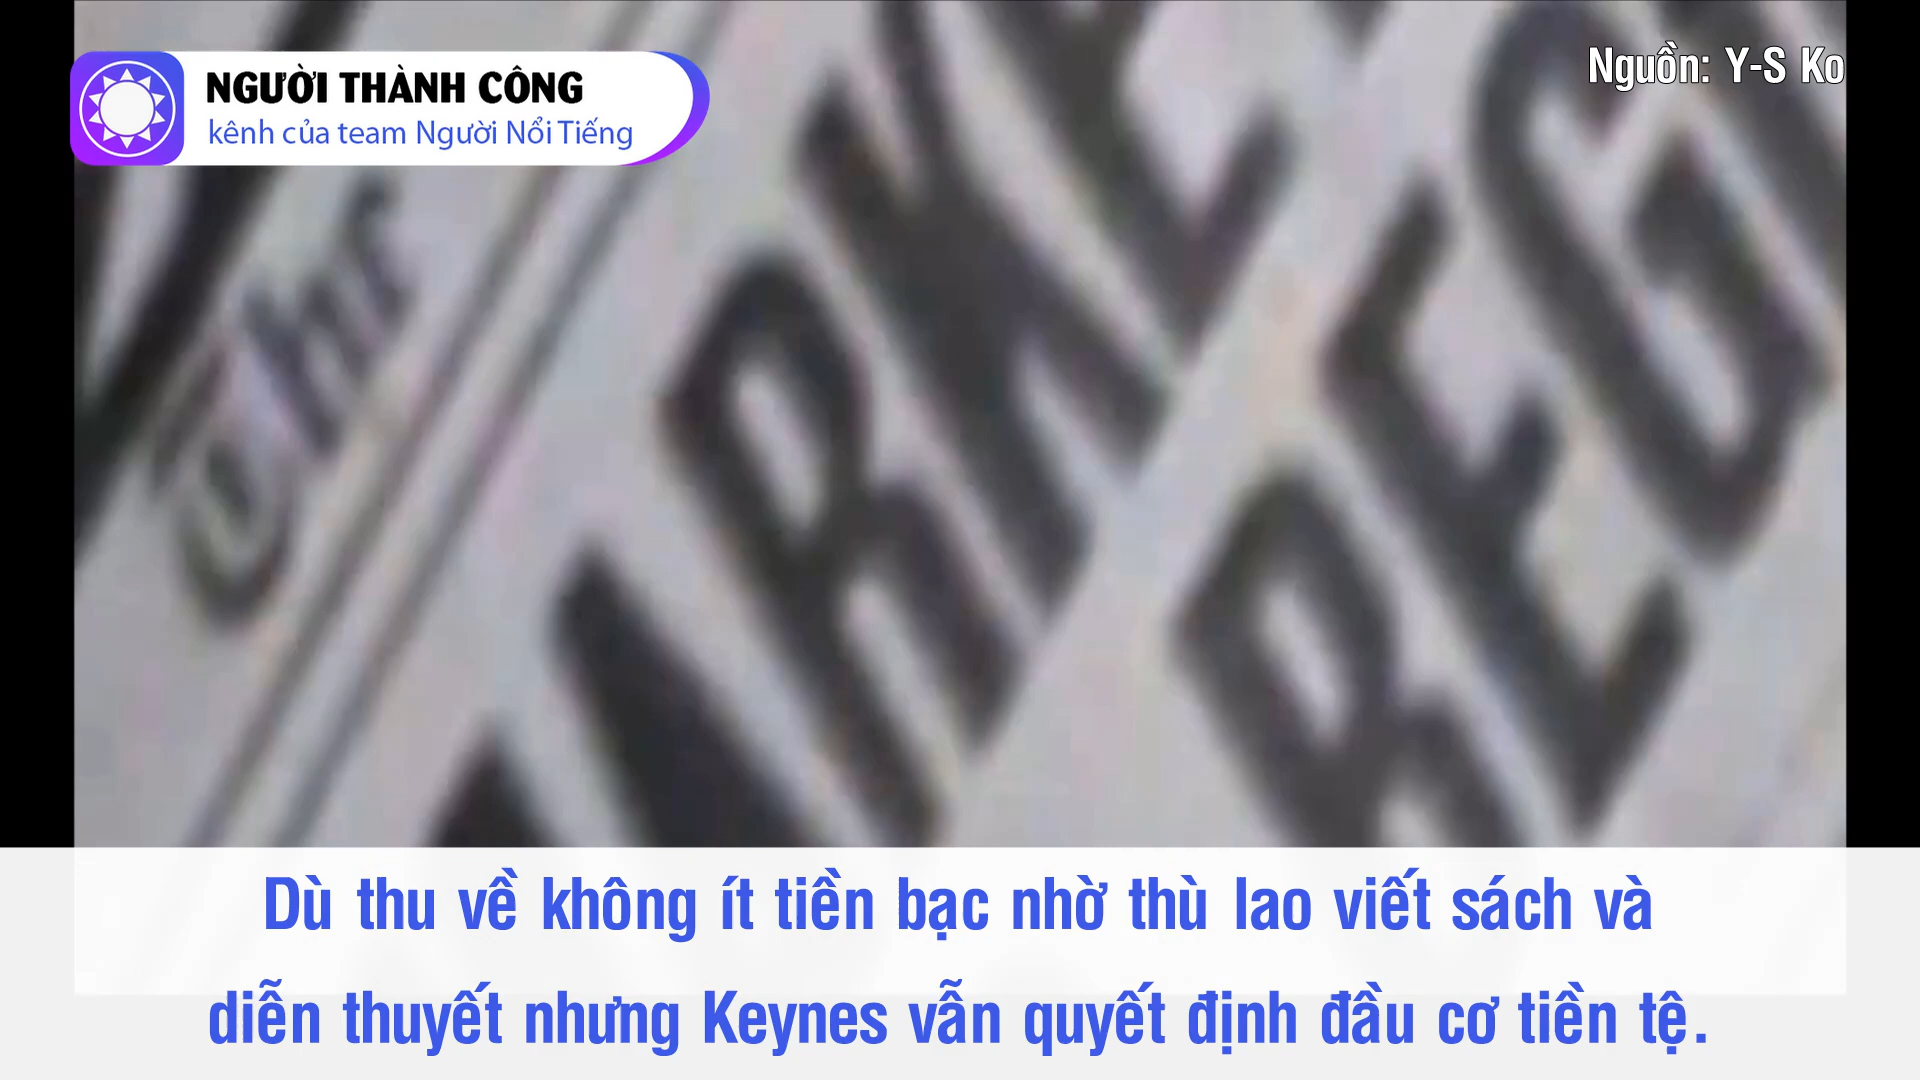 NGƯỜI THÀNH CÔNG
kênh của team Người Nổi Tiếng
Nguồn: Y-S Ko
Dù thu về không ít tiền bạc nhờ thù lao viết sách và
diễn thuyết nhưng Keynes vẫn quyết định đầu cơ tiền tệ.